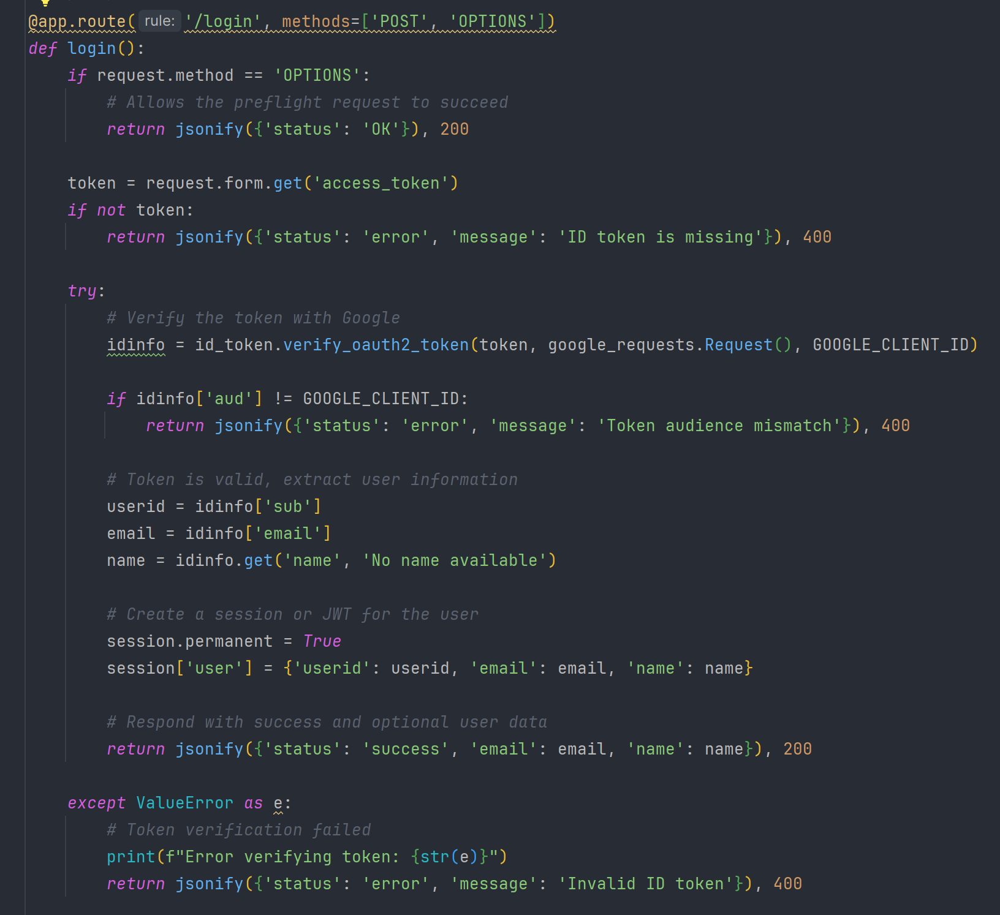 @app.route( rule: '/login', methods=['POST', 'OPTIONS'])
def login():
    if request.method == 'OPTIONS':
        # Allows the preflight request to succeed
        return jsonify({'status': 'OK'}), 200

    token = request.form.get('access_token')
    if not token:
        return jsonify({'status': 'error', 'message': 'ID token is missing'}), 400

    try:
        # Verify the token with Google
        idinfo = id_token.verify_oauth2_token(token, google_requests.Request(), GOOGLE_CLIENT_ID)

        if idinfo['aud'] != GOOGLE_CLIENT_ID:
            return jsonify({'status': 'error', 'message': 'Token audience mismatch'}), 400

        # Token is valid, extract user information
        userid = idinfo['sub']
        email = idinfo['email']
        name = idinfo.get('name', 'No name available')

        # Create a session or JWT for the user
        session.permanent = True
        session['user'] = {'userid': userid, 'email': email, 'name': name}

        # Respond with success and optional user data
        return jsonify({'status': 'success', 'email': email, 'name': name}), 200

    except ValueError as e:
        # Token verification failed
        print(f"Error verifying token: {str(e)}")
        return jsonify({'status': 'error', 'message': 'Invalid ID token'}), 400